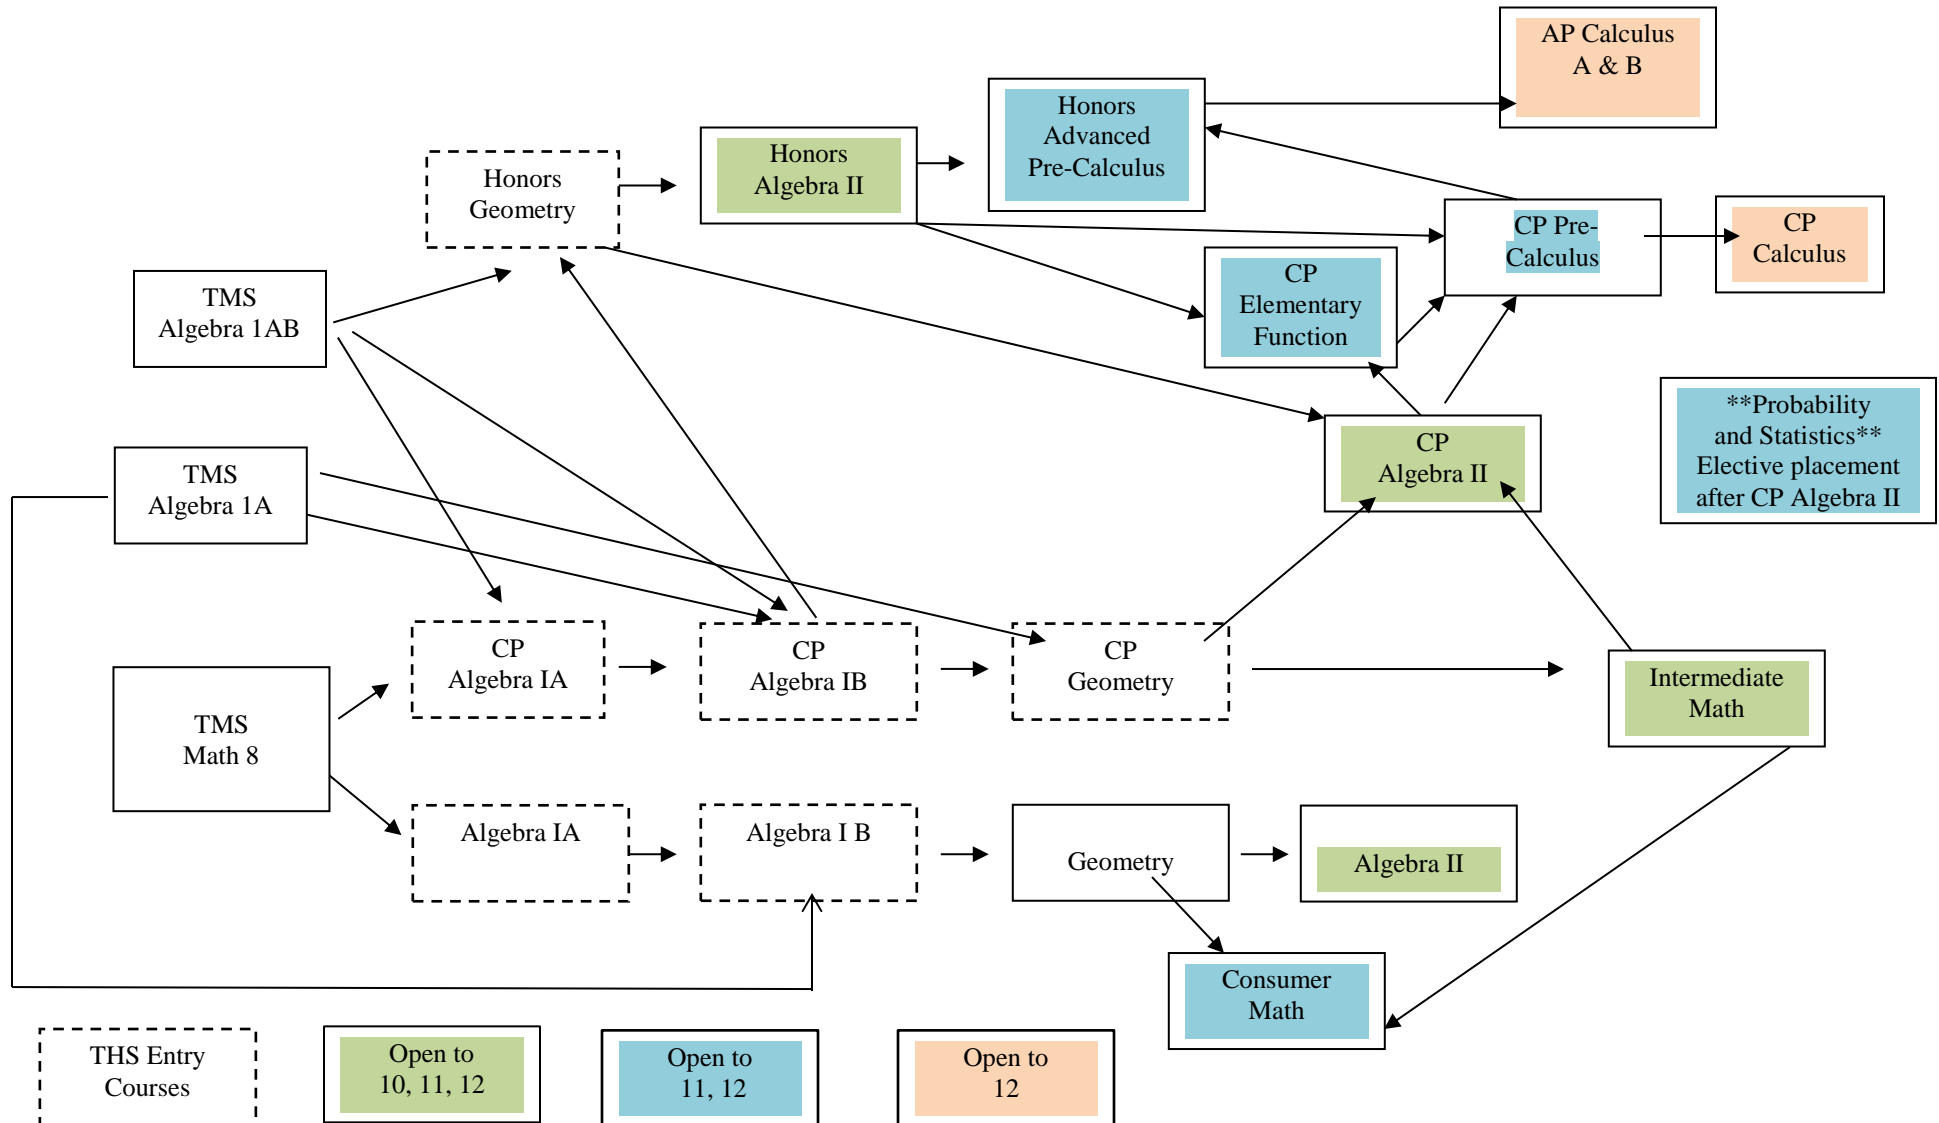 AP Calculus
A & B
Honors
Advanced
Pre-Calculus
Honors
Algebra II
Honors
Geometry
CP Pre-
Calculus
CP
Calculus
CP
Elementary
Function
TMS
Algebra 1AB
**Probability
and Statistics**
Elective placement
after CP Algebra II
CP
Algebra II
TMS
Algebra 1A
CP
Algebra IA
CP
Algebra IB
CP
Geometry
Intermediate
Math
TMS
Math 8
Algebra IA
Algebra I B
Geometry
Algebra II
Consumer
Math
THS Entry
Courses
Open to
10, 11, 12
Open to
11, 12
Open to
12